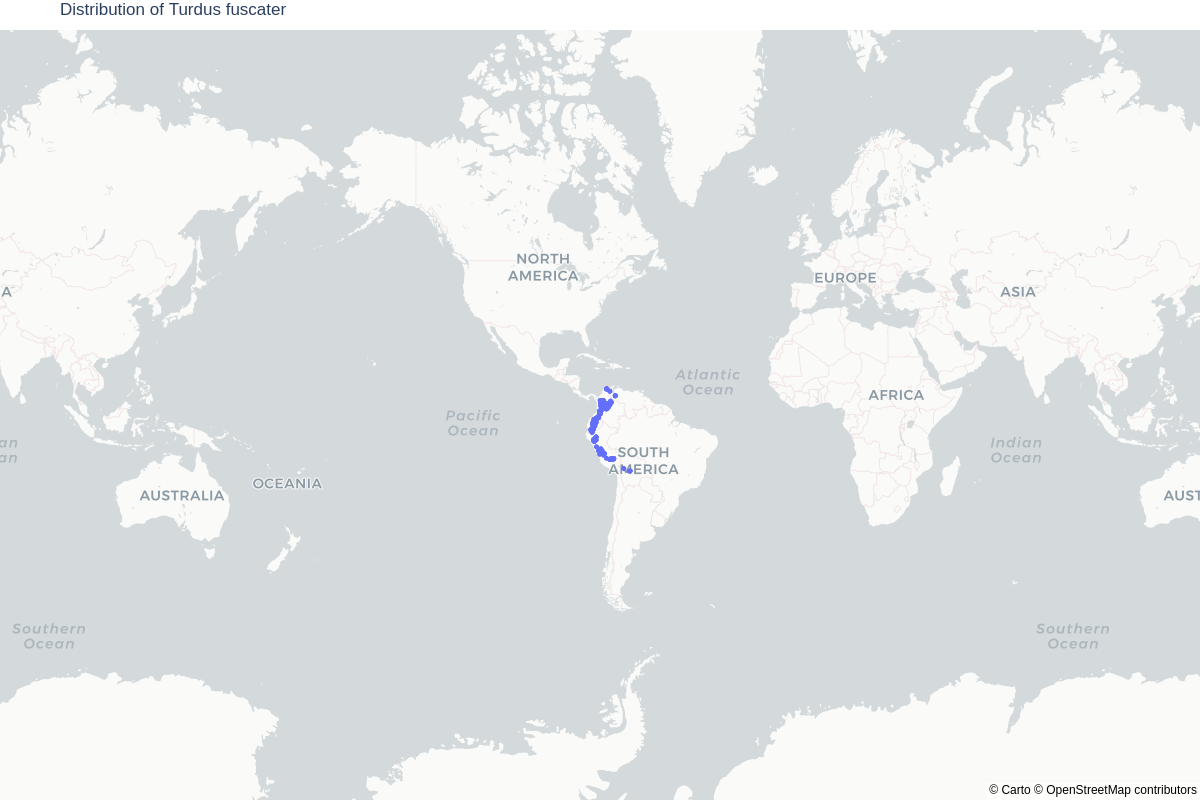 Distribution of Turdus fuscater
NORTH
AMERICA
EUROPE
A
ASIA
Atlantic
Ocean
AFRICA
Pacific
Ocean
an
an
Indian
Ocean
SOUTH
AMERICA
OCEANIA
AUSTRALIA
AUST
Southern
Ocean
Southern
Ocean
© Carto © OpenStreetMap contributors